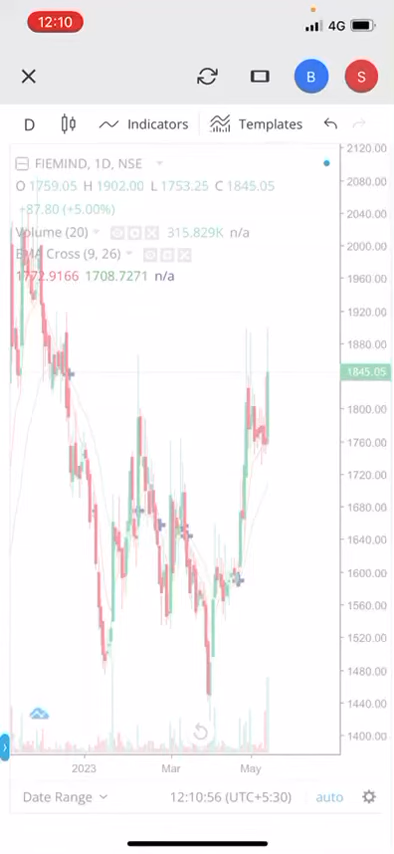 12:10
4G
B
S
D
Indicators
Templates
FIEMIND, 1D, NSE
O 1759.05 H 1902.00 L 1753.25 C 1845.05
+87.80 (+5.00%)
Volume (20)
315.829K n/a
EMA Cross (9, 26)
1772.9166 1708.7271 n/a
2120.00
2080.00
2040.00
2000.00
1960.00
1920.00
1880.00
1845.05
1800.00
1760.00
1720.00
1680.00
1640.00
1600.00
1560.00
1520.00
1480.00
1440.00
1400.00
2023
Mar
May
Date Range
12:10:56 (UTC+5:30)
auto